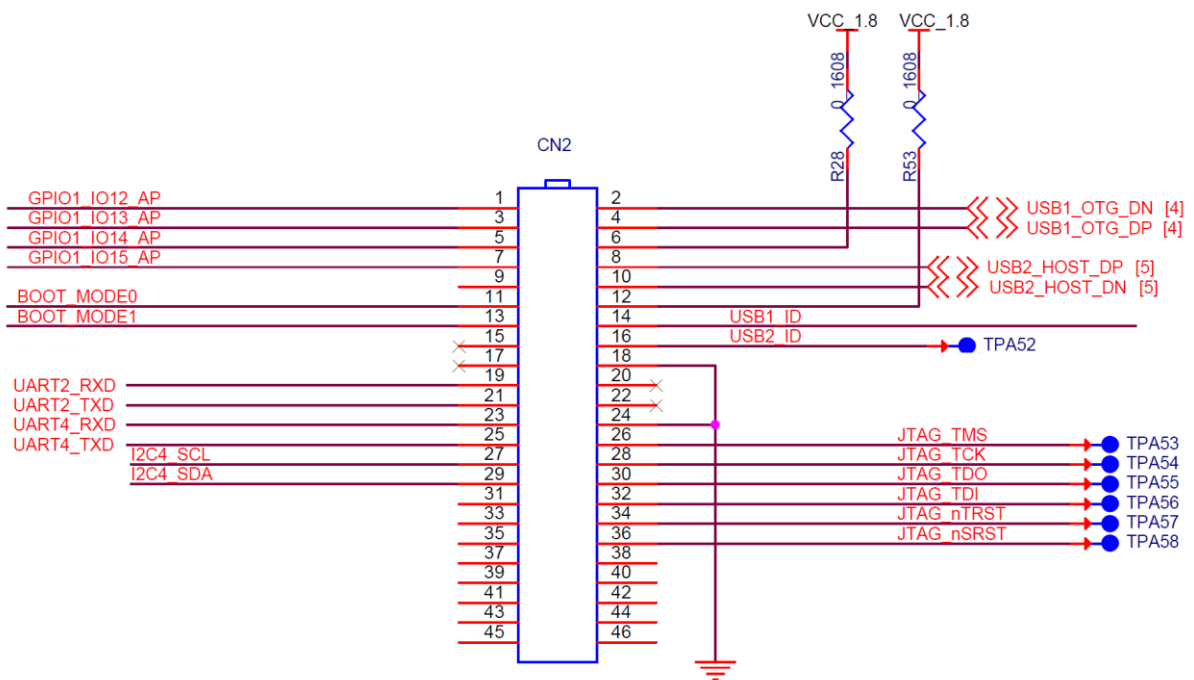 VCC_1.8 VCC_1.8
0_1608 0_1608
R28 R53
CN2
GPIO1_IO12_AP 1 2 USB1_OTG_DN [4]
GPIO1_IO13_AP 3 4 USB1_OTG_DP [4]
GPIO1_IO14_AP 5 6
GPIO1_IO15_AP 7 8 USB2_HOST_DP [5]
9 10 USB2_HOST_DN [5]
BOOT_MODE0 11 12
BOOT_MODE1 13 14 USB1_ID
15 16 USB2_ID TPA52
17 18
UART2_RXD 19 20
UART2_TXD 21 22
UART4_RXD 23 24
UART4_TXD 25 26 JTAG_TMS TPA53
I2C4_SCL 27 28 JTAG_TCK TPA54
I2C4_SDA 29 30 JTAG_TDO TPA55
31 32 JTAG_TDI TPA56
33 34 JTAG_nTRST TPA57
35 36 JTAG_nSRST TPA58
37 38
39 40
41 42
43 44
45 46